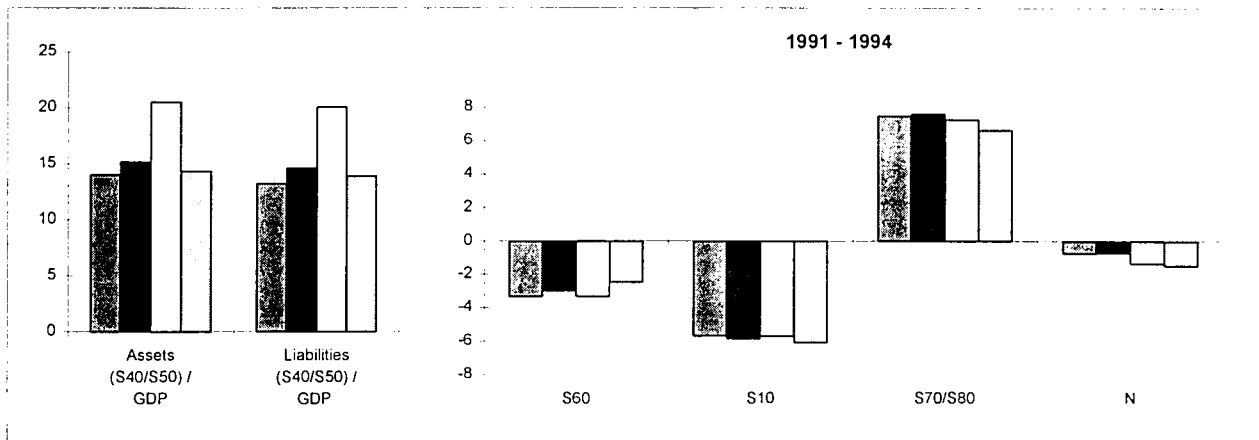 1991 - 1994
25
20
15
10
5
0
Assets
(S40/S50) /
GDP
Liabilities
(S40/S50) /
GDP
8
6
4
2
0
-2
-4
-6
-8
S60
S10
S70/S80
N